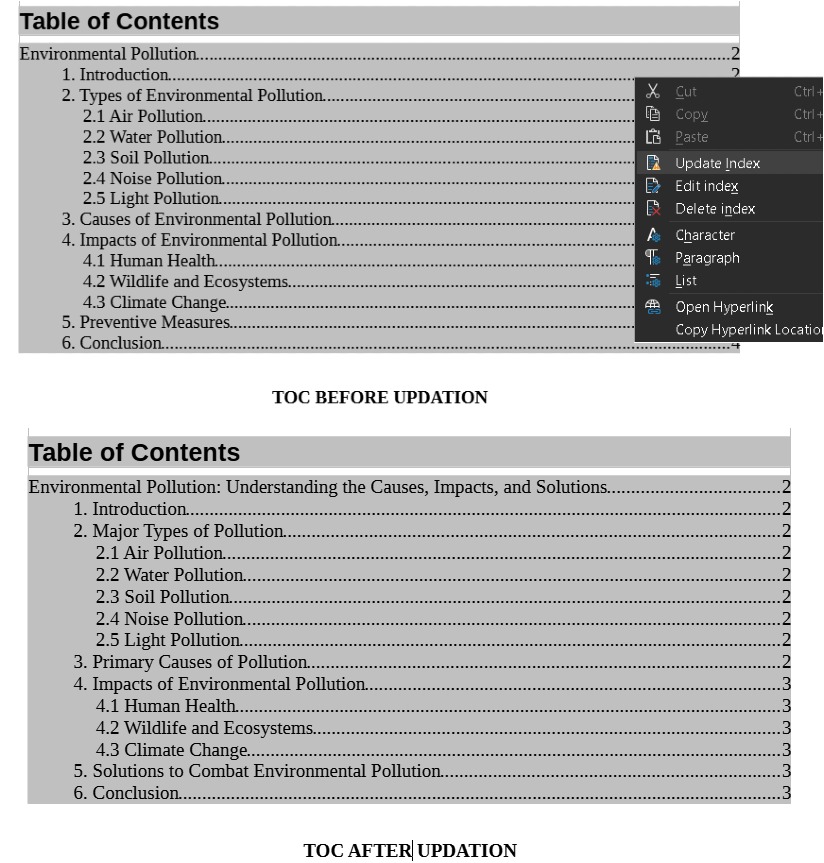 Table of Contents
Environmental Pollution..........2
1. Introduction..........2
2. Types of Environmental Pollution..........
2.1 Air Pollution..........
2.2 Water Pollution..........
2.3 Soil Pollution..........
2.4 Noise Pollution..........
2.5 Light Pollution..........
3. Causes of Environmental Pollution..........
4. Impacts of Environmental Pollution..........
4.1 Human Health..........
4.2 Wildlife and Ecosystems..........
4.3 Climate Change..........
5. Preventive Measures..........
6. Conclusion..........4
Cut Ctrl+
Copy Ctrl+
Paste Ctrl+
Update Index
Edit index
Delete index
Character
Paragraph
List
Open Hyperlink
Copy Hyperlink Location
TOC BEFORE UPDATION
Table of Contents
Environmental Pollution: Understanding the Causes, Impacts, and Solutions..........2
1. Introduction..........2
2. Major Types of Pollution..........2
2.1 Air Pollution..........2
2.2 Water Pollution..........2
2.3 Soil Pollution..........2
2.4 Noise Pollution..........2
2.5 Light Pollution..........2
3. Primary Causes of Pollution..........2
4. Impacts of Environmental Pollution..........3
4.1 Human Health..........3
4.2 Wildlife and Ecosystems..........3
4.3 Climate Change..........3
5. Solutions to Combat Environmental Pollution..........3
6. Conclusion..........3
TOC AFTER UPDATION